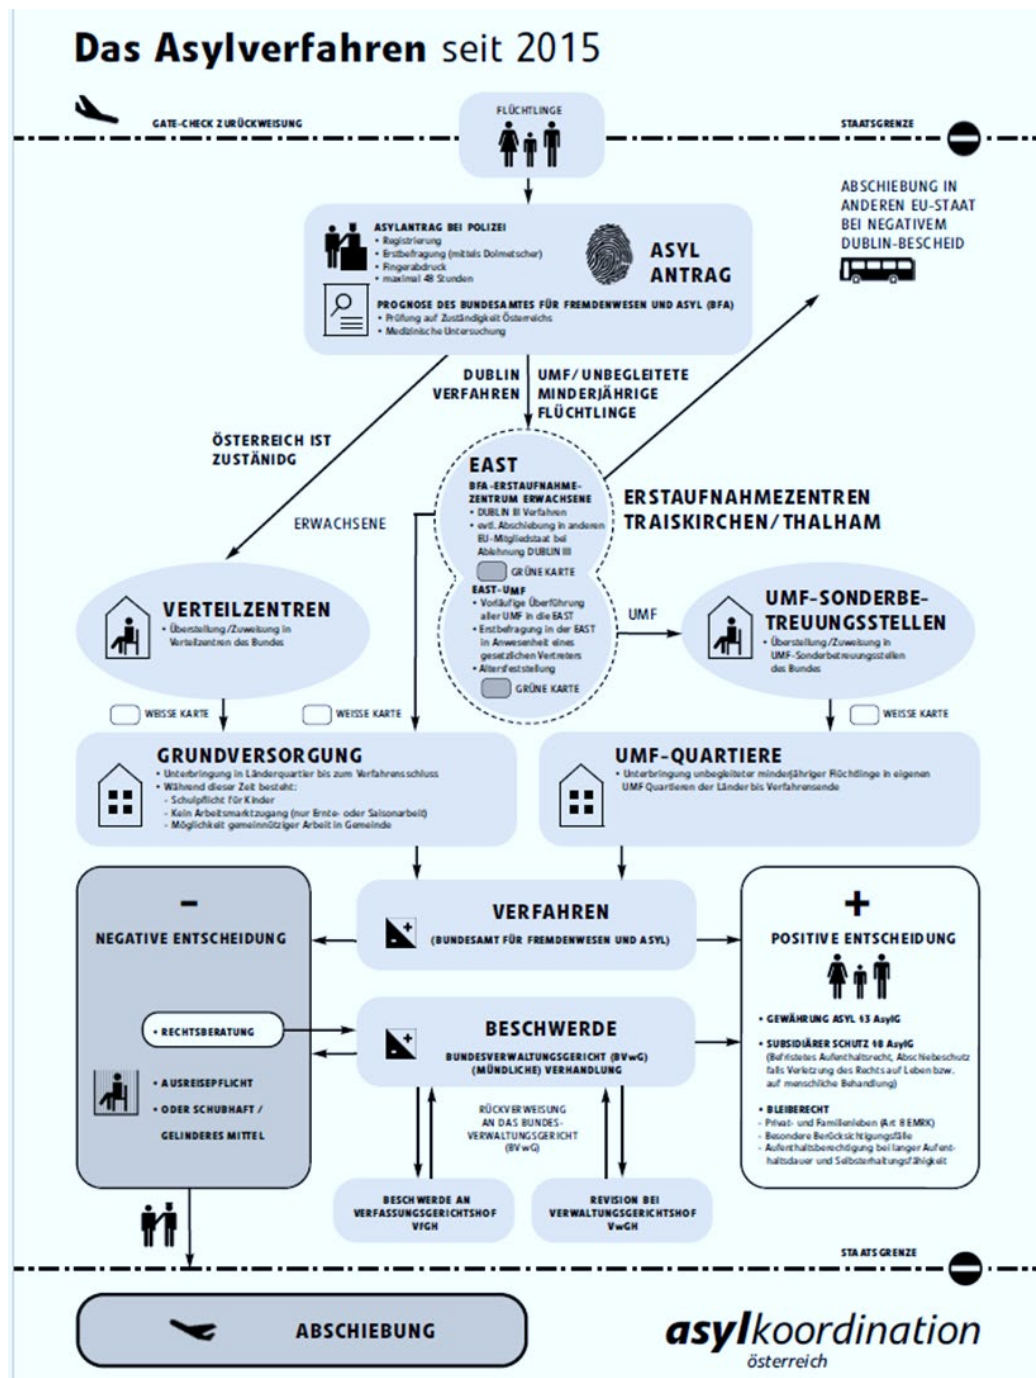 Das Asylverfahren seit 2015
FLÜCHTLINGE
GATE-CHECK ZURÜCKWEISUNG
STAATSGRENZE
ABSCHIEBUNG IN
ANDEREN EU-STAAT
BEI NEGATIVEM
DUBLIN-BESCHEID
ASYLANTRAG BEI POLIZEI
• Registrierung
• Erstbefragung (mittels Dolmetscher)
• Fingerabdruck
• maximal 48 Stunden
ASYL
ANTRAG
PROGNOSE DES BUNDESAMTES FÜR FREMDENWESEN UND ASYL (BFA)
• Prüfung auf Zuständigkeit Österreichs
• Medizinische Untersuchung
DUBLIN
VERFAHREN
UMF/UNBEGLEITETE
MINDERJÄHRIGE
FLÜCHTLINGE
ÖSTERREICH IST
ZUSTÄNIDG
ERWACHSENE
EAST
BFA-ERSTAUFNAHME-
ZENTRUM ERWACHSENE
• DUBLIN III Verfahren
• evtl. Abschiebung in anderen
EU-Mitgliedstaat bei
Ablehnung DUBLIN III
GRÜNE KARTE
ERSTAUFNAHMEZENTREN
TRAISKIRCHEN/THALHAM
EAST-UMF
• Vorläufige Überführung
aller UMF in die EAST
• Erstbefragung in der EAST
in Anwesenheit eines
gesetzlichen Vertreters
• Altersfeststellung
GRÜNE KARTE
UMF
VERTEILZENTREN
• Überstellung/Zuweisung in
Verteilzentren des Bundes
UMF-SONDERBE-
TREUUNGSSTELLEN
• Überstellung/Zuweisung in
UMF-Sonderbetreuungsstellen
des Bundes
WEISSE KARTE
WEISSE KARTE
WEISSE KARTE
GRUNDVERSORGUNG
• Unterbringung in Länderquartier bis zum Verfahrensschluss
• Während dieser Zeit besteht:
- Schulpflicht für Kinder
- Kein Arbeitsmarktzugang (nur Ernte- oder Saisonarbeit)
- Möglichkeit gemeinnütziger Arbeit in Gemeinde
UMF-QUARTIERE
• Unterbringung unbegleiteter minderjähriger Flüchtlinge in eigenen
UMF Quartieren der Länder bis Verfahrensende
-
NEGATIVE ENTSCHEIDUNG
VERFAHREN
(BUNDESAMT FÜR FREMDENWESEN UND ASYL)
+
POSITIVE ENTSCHEIDUNG
• RECHTSBERATUNG
• AUSREISEPFLICHT
• ODER SCHUBHAFT /
GELINDERES MITTEL
BESCHWERDE
BUNDESVERWALTUNGSGERICHT (BVwG)
(MÜNDLICHE) VERHANDLUNG
• GEWÄHRUNG ASYL §3 AsylG
• SUBSIDIÄRER SCHUTZ §8 AsylG
(Befristetes Aufenthaltsrecht, Abschiebeschutz
falls Verletzung des Rechts auf Leben bzw.
auf menschliche Behandlung)
• BLEIBERECHT
- Privat- und Familienleben (Art 8 EMRK)
- Besondere Berücksichtigungsfälle
- Aufenthaltsberechtigung bei langer Aufent-
haltsdauer und Selbsterhaltungsfähigkeit
RÜCKVERWEISUNG
AN DAS BUNDES-
VERWALTUNGSGERICHT
(BVwG)
BESCHWERDE AN
VERFASSUNGSGERICHTSHOF
VfGH
REVISION BEI
VERWALTUNGSGERICHTSHOF
VwGH
STAATSGRENZE
ABSCHIEBUNG
asylkoordination
österreich